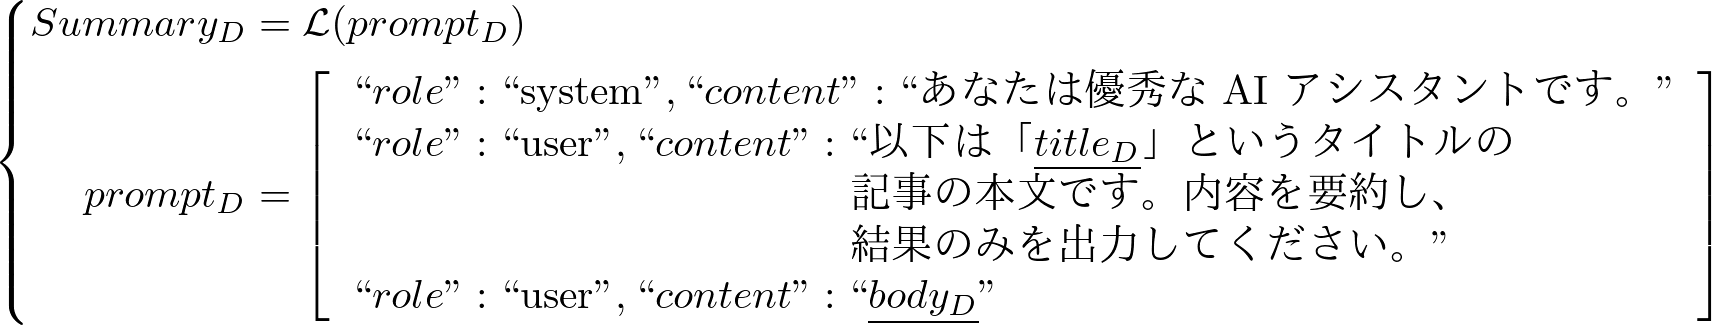 Summary_D = ℒ(prompt_D)
prompt_D =
“role” : “system”, “content” : “あなたは優秀な AI アシスタントです。”
“role” : “user”, “content” : “以下は「title_D」というタイトルの
記事の本文です。内容を要約し、
結果のみを出力してください。”
“role” : “user”, “content” : “body_D”